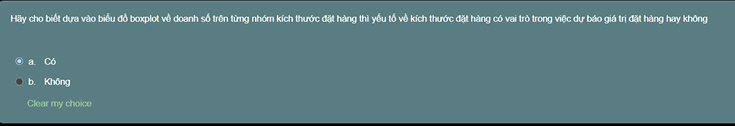 Hãy cho biết dựa vào biểu đồ boxplot về doanh số trên từng nhóm kích thước đặt hàng thì yếu tố về kích thước đặt hàng có vai trò trong việc dự báo giá trị đặt hàng hay không
a. Có
b. Không
Clear my choice